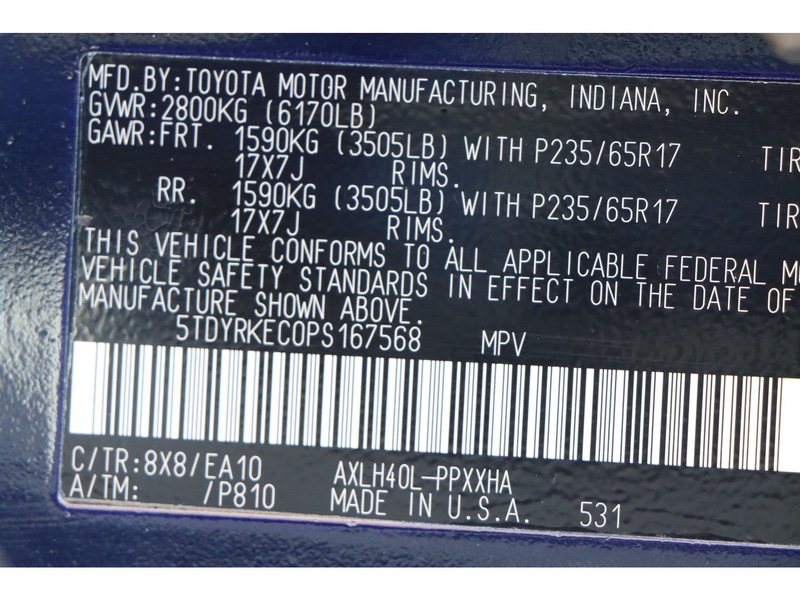 MFD.BY:TOYOTA MOTOR MANUFACTURING, INDIANA, INC.
GVWR:2800KG (6170LB)
GAWR:FRT. 1590KG (3505LB) WITH P235/65R17 TIR
17X7J RIMS.
RR. 1590KG (3505LB) WITH P235/65R17 TIR
17X7J RIMS.
THIS VEHICLE CONFORMS TO ALL APPLICABLE FEDERAL MO
VEHICLE SAFETY STANDARDS IN EFFECT ON THE DATE OF
MANUFACTURE SHOWN ABOVE.
5TDYRKEC0PS167568 MPV
C/TR:8X8/EA10 AXLH40L-PPXXHA
A/TM: /P810 MADE IN U.S.A. 531